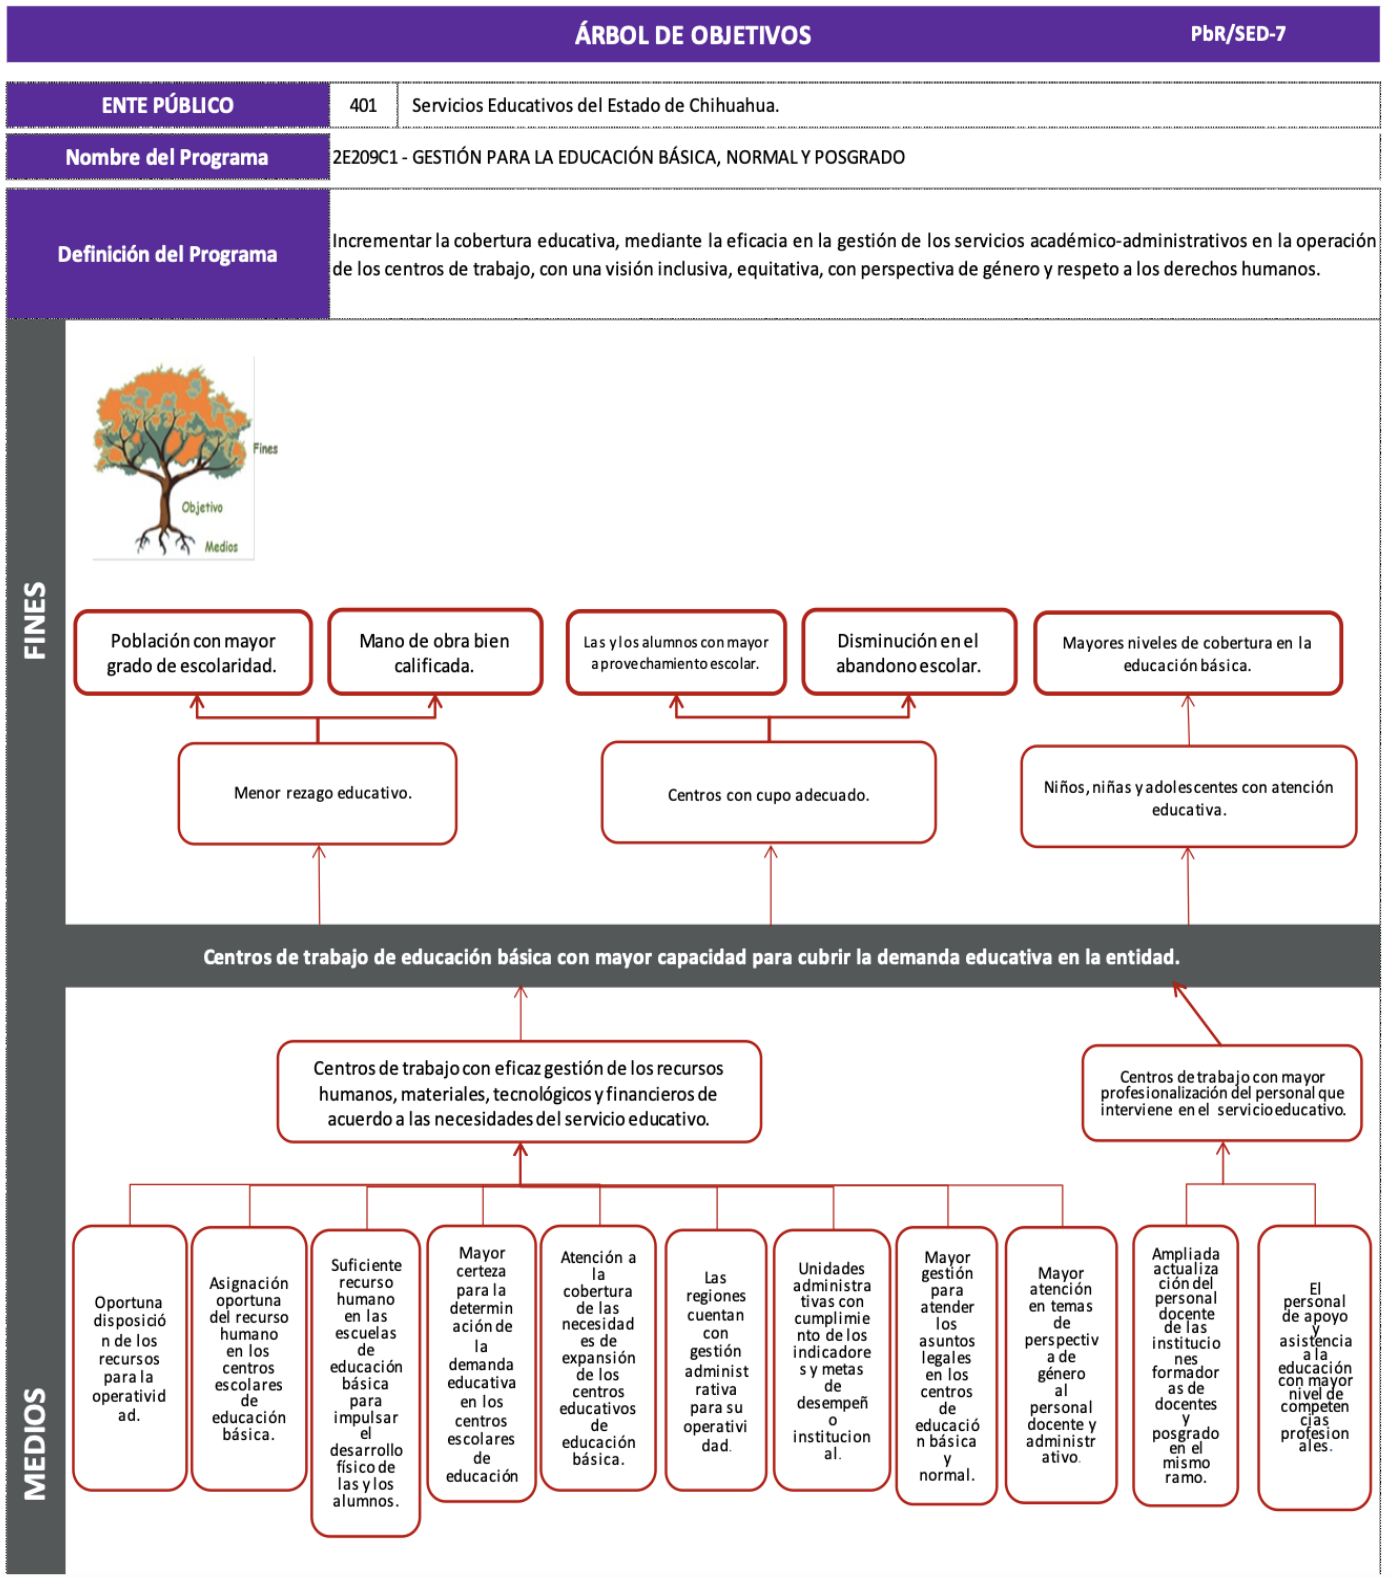 ÁRBOL DE OBJETIVOS
PbR/SED-7
ENTE PÚBLICO
401
Servicios Educativos del Estado de Chihuahua.
Nombre del Programa
2E209C1 - GESTIÓN PARA LA EDUCACIÓN BÁSICA, NORMAL Y POSGRADO
Definición del Programa
Incrementar la cobertura educativa, mediante la eficacia en la gestión de los servicios académico-administrativos en la operación
de los centros de trabajo, con una visión inclusiva, equitativa, con perspectiva de género y respeto a los derechos humanos.
FINES
Fines
Objetivo
Medios
Población con mayor
grado de escolaridad.
Mano de obra bien
calificada.
Las y los alumnos con mayor
aprovechamiento escolar.
Disminución en el
abandono escolar.
Mayores niveles de cobertura en la
educación básica.
Menor rezago educativo.
Centros con cupo adecuado.
Niños, niñas y adolescentes con atención
educativa.
Centros de trabajo de educación básica con mayor capacidad para cubrir la demanda educativa en la entidad.
MEDIOS
Centros de trabajo con eficaz gestión de los recursos
humanos, materiales, tecnológicos y financieros de
acuerdo a las necesidades del servicio educativo.
Centros de trabajo con mayor
profesionalización del personal que
interviene en el servicio educativo.
Oportuna
disposició
n de los
recursos
para la
operativid
ad.
Asignación
oportuna
del recurso
humano
en los
centros
escolares
de
educación
básica.
Suficiente
recurso
humano
en las
escuelas
de
educación
básica
para
impulsar
el
desarrollo
físico de
las y los
alumnos.
Mayor
certeza
para la
determin
ación de
la
demanda
educativa
en los
centros
escolares
de
educación
Atención a
la
cobertura
de las
necesidad
es de
expansión
de los
centros
educativos
de
educación
básica.
Las
regiones
cuentan
con
gestión
administ
rativa
para su
operativi
dad.
Unidades
administra
tivas con
cumplimie
nto de los
indicadore
s y metas
de
desempeñ
o
institucion
al.
Mayor
gestión
para
atender
los
asuntos
legales
en los
centros
de
educació
n básica
y
normal.
Mayor
atención
en temas
de
perspectiv
a de
género
al
personal
docente y
administr
ativo.
Ampliada
actualiza
ción del
personal
docente
de las
institucio
nes
formador
as de
docentes
y
posgrado
en el
mismo
ramo.
El
personal
de apoyo
y
asistencia
a la
educación
con mayor
nivel de
competen
cias
profesion
ales.